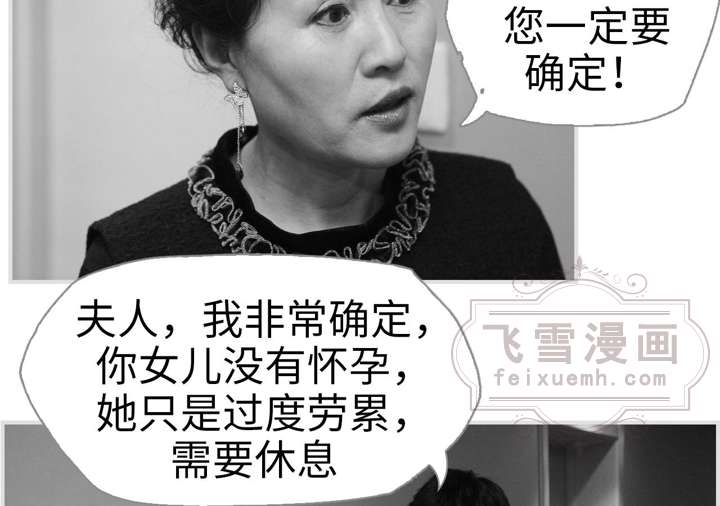 您一定要
确定！
夫人，我非常确定，
你女儿没有怀孕，
她只是过度劳累，
需要休息
飞雪漫画
feixuemh.com